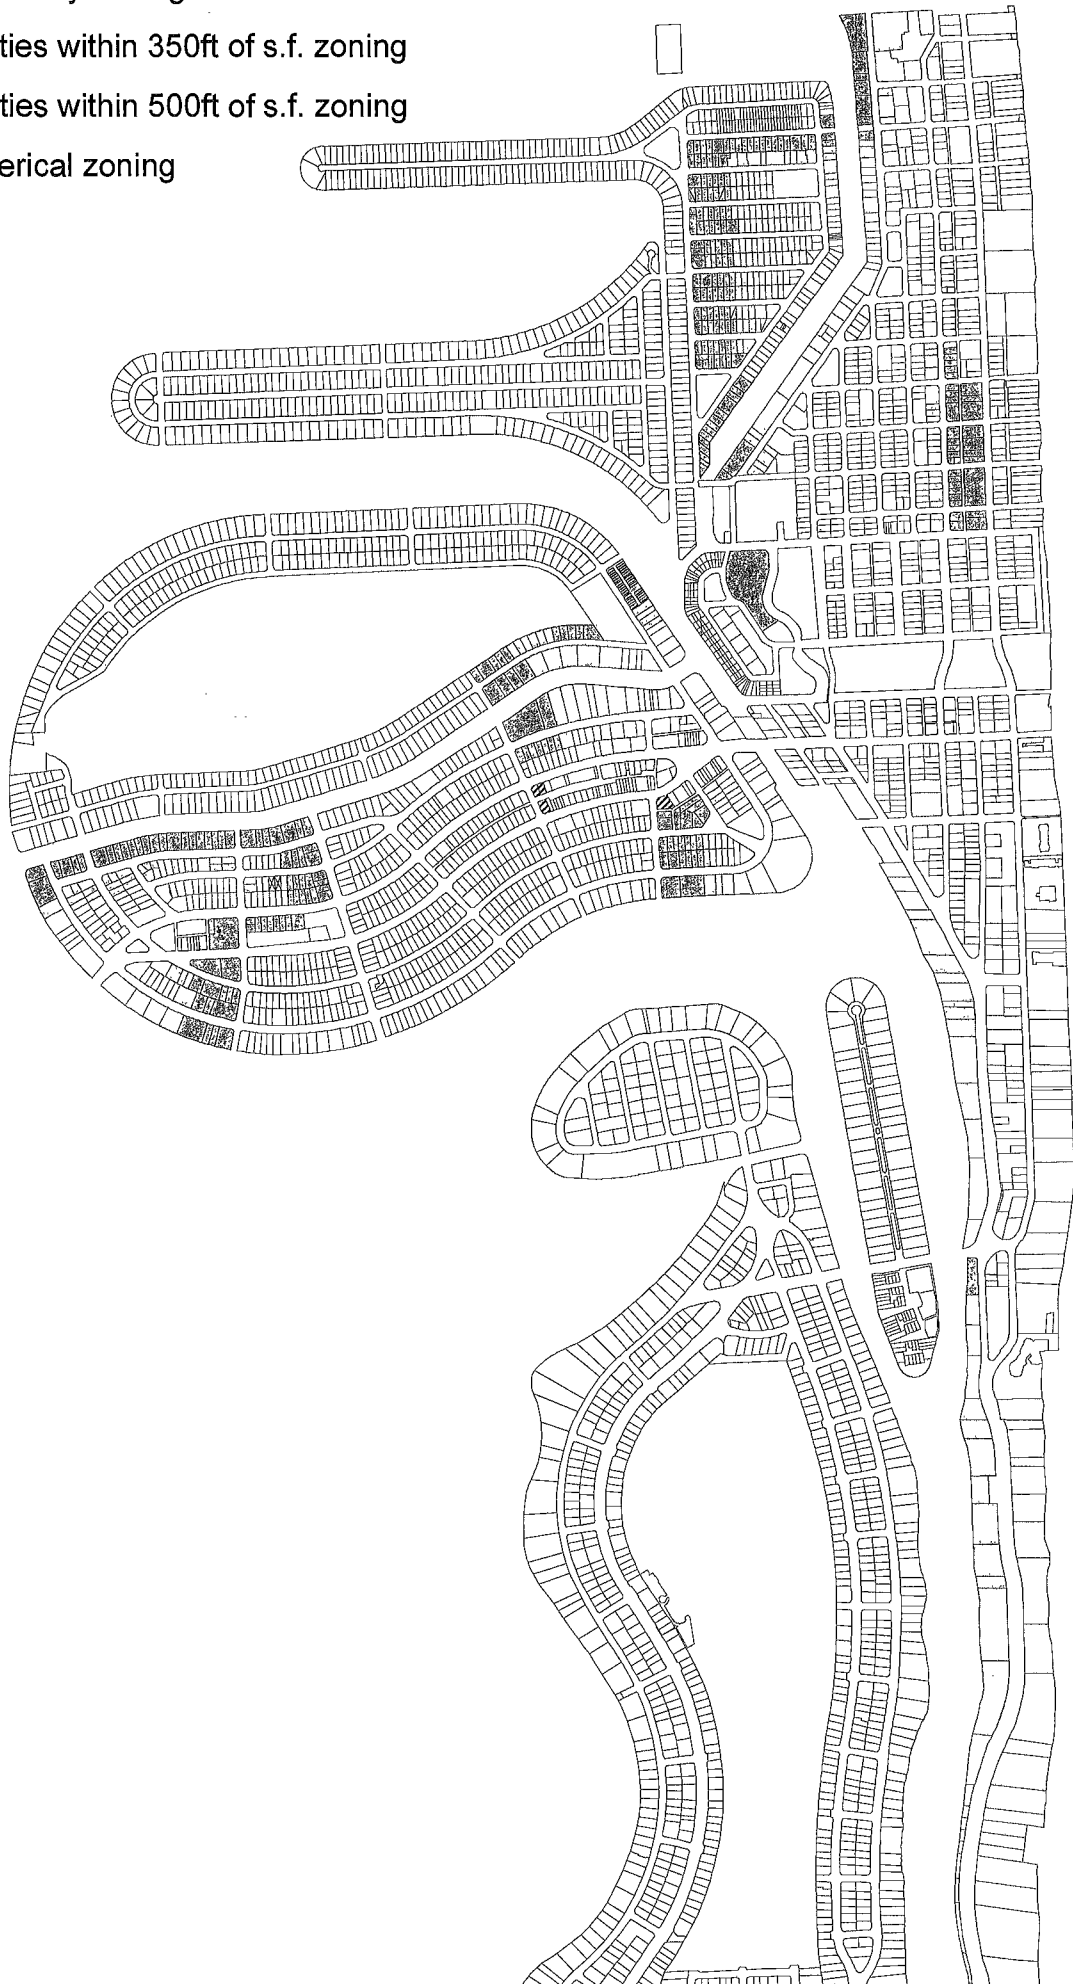 ties within 350ft of s.f. zoning
ties within 500ft of s.f. zoning
erical zoning